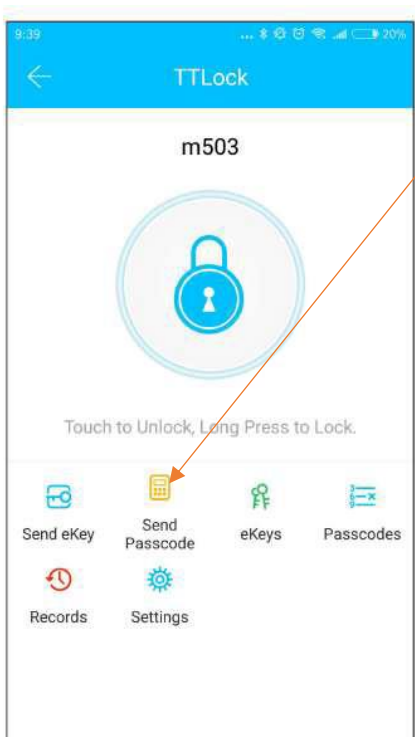 9:39 ... 20%
TTLock
m503
Touch to Unlock, Long Press to Lock.
Send eKey
Send
Passcode
eKeys
Passcodes
Records
Settings